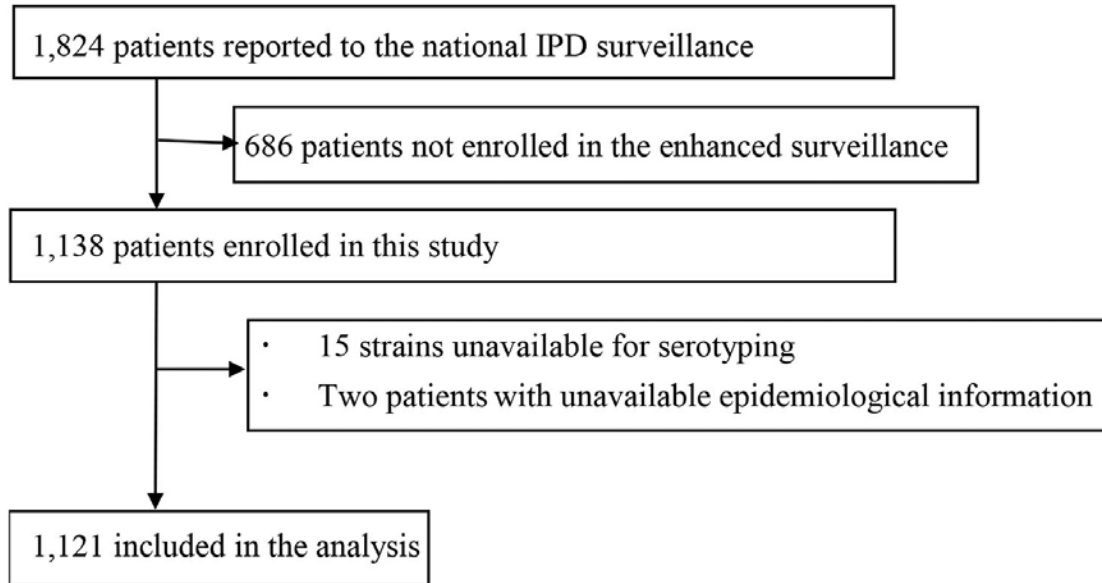 1,824 patients reported to the national IPD surveillance
686 patients not enrolled in the enhanced surveillance
1,138 patients enrolled in this study
· 15 strains unavailable for serotyping
· Two patients with unavailable epidemiological information
1,121 included in the analysis